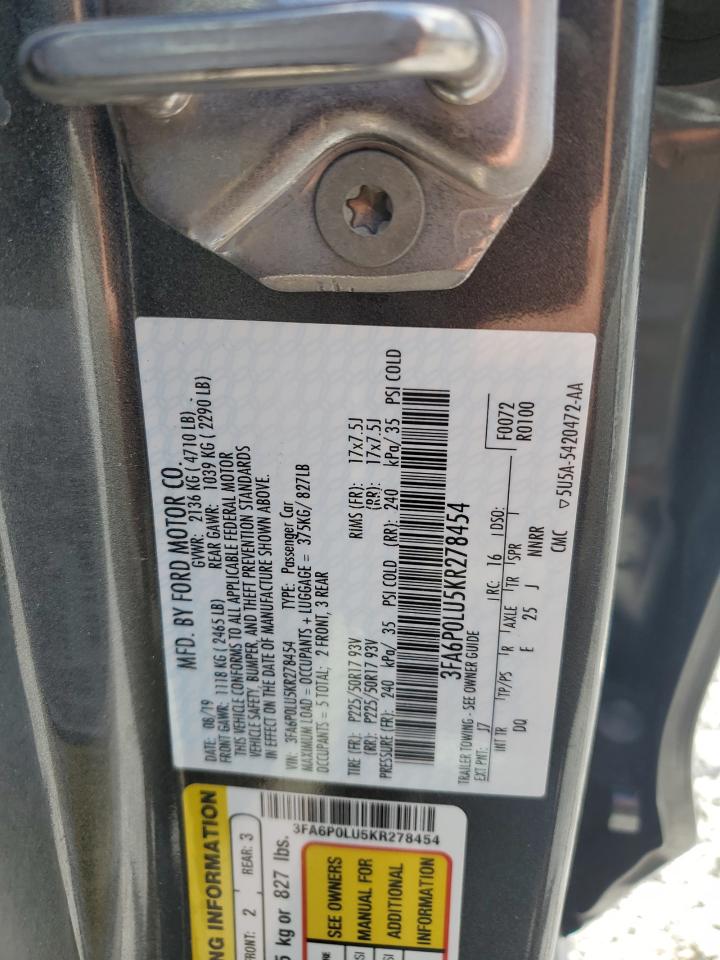 MFD. BY FORD MOTOR CO.
DATE: 08/19 GVWR: 2136 KG (4710 LB)
FRONT GAWR: 1118 KG (2465 LB) REAR GAWR: 1039 KG (2290 LB)
THIS VEHICLE CONFORMS TO ALL APPLICABLE FEDERAL MOTOR
VEHICLE SAFETY, BUMPER, AND THEFT PREVENTION STANDARDS
IN EFFECT ON THE DATE OF MANUFACTURE SHOWN ABOVE.
VIN: 3FA6P0LU5KR278454 TYPE: Passenger Car
MAXIMUM LOAD = OCCUPANTS + LUGGAGE = 375KG/ 827LB
OCCUPANTS = 5 TOTAL; 2 FRONT, 3 REAR
TIRE (FR): P225/50R17 93V RIMS (FR): 17x7.5J
(RR): P225/50R17 93V (RR): 17x7.5J
PRESSURE (FR): 240 kPa/ 35 PSI COLD (RR): 240 kPa/ 35 PSI COLD
3FA6P0LU5KR278454
TRAILER TOWING - SEE OWNER GUIDE
EXT PNT: J7 RC: 16 DSO: F0072
R0100
INT TR TP/PS R AXLE TR SPR
DQ E 25 J NNRR
CMC ▽5U5A-5420472-AA
NG INFORMATION
FRONT: 2 REAR: 3
3FA6P0LU5KR278454
5 kg or 827 lbs.
SEE OWNERS
MANUAL FOR
ADDITIONAL
INFORMATION